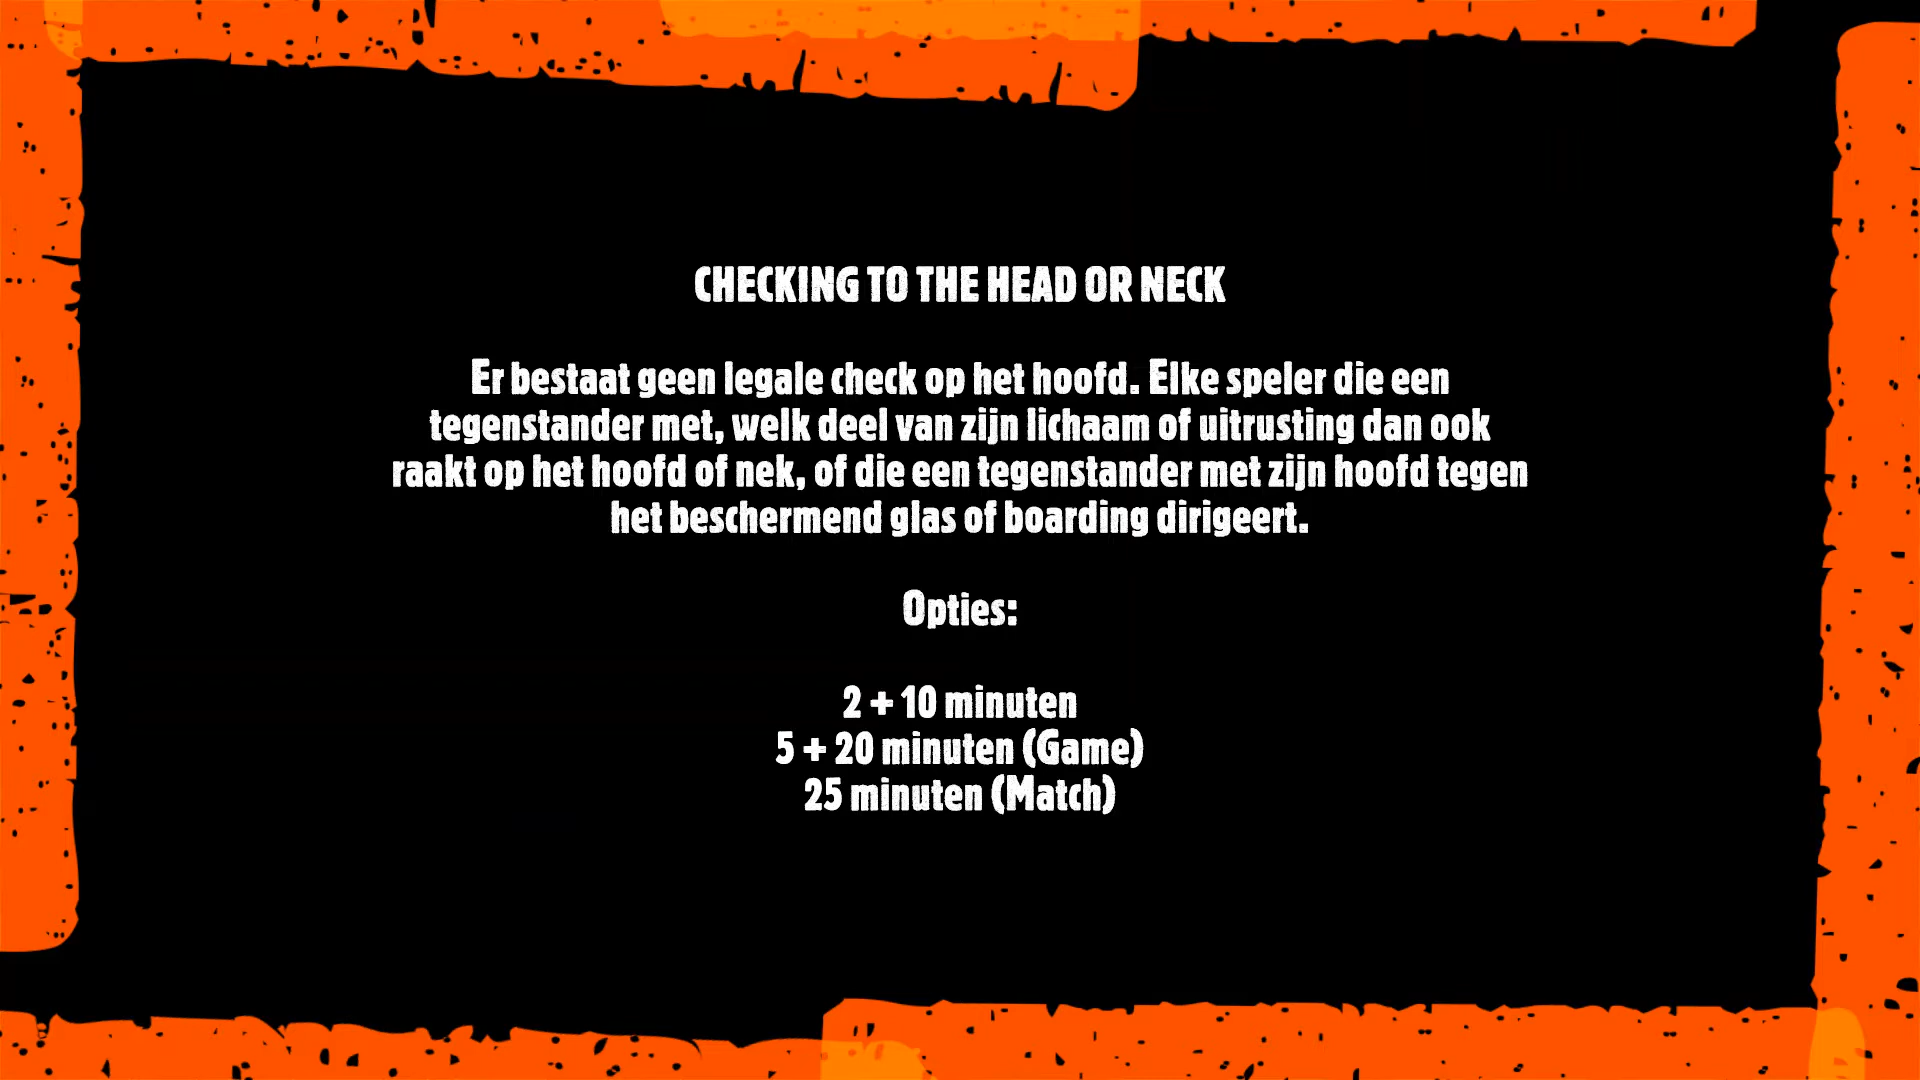 CHECKING TO THE HEAD OR NECK
Er bestaat geen legale check op het hoofd. Elke speler die een
tegenstander met, welk deel van zijn lichaam of uitrusting dan ook
raakt op het hoofd of nek, of die een tegenstander met zijn hoofd tegen
het beschermend glas of boarding dirigeert.
Opties:
2 + 10 minuten
5 + 20 minuten (Game)
25 minuten (Match)